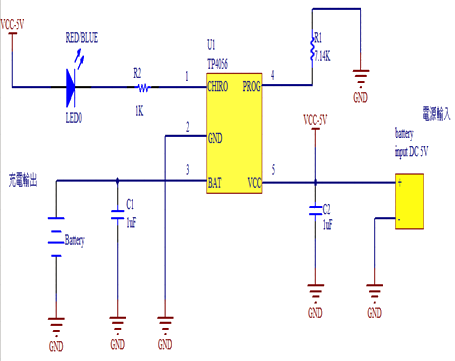 VCC-5V
RED/BLUE
LED0
R2
1K
U1
TP4056
1
CHIRO
PROG
4
2
GND
3
BAT
VCC
5
R1
7.14K
GND
VCC-5V
電源輸入
battery
input DC 5V
+
-
充電輸出
Battery
C1
1uF
C2
1uF
GND
GND
GND
GND
GND